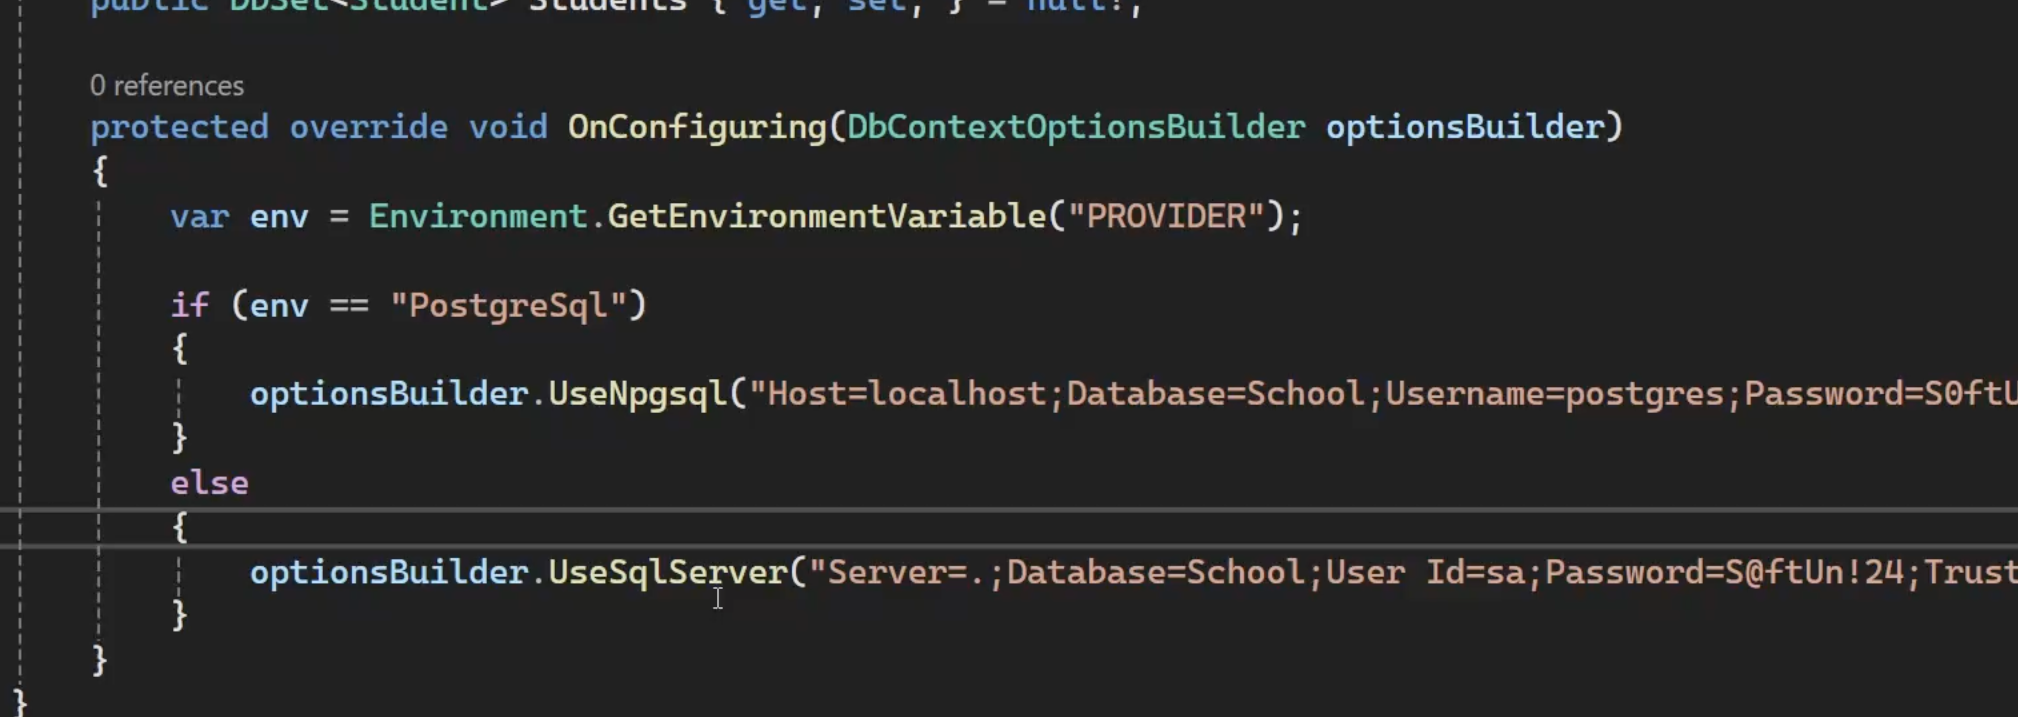 public DbSet<Student> Students { get; set; } = null!;
0 references
protected override void OnConfiguring(DbContextOptionsBuilder optionsBuilder)
{
var env = Environment.GetEnvironmentVariable("PROVIDER");
if (env == "PostgreSql")
{
optionsBuilder.UseNpgsql("Host=localhost;Database=School;Username=postgres;Password=S0ftU
}
else
{
optionsBuilder.UseSqlServer("Server=.;Database=School;User Id=sa;Password=S@ftUn!24;Trust
}
}
}